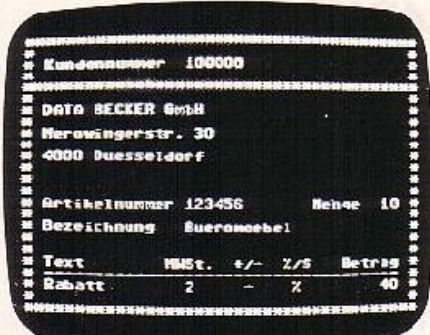 Kundennummer 100000
DATA BECKER GmbH
Merowingerstr. 30
4000 Duesseldorf
Artikelnummer 123456 Menge 10
Bezeichnung Bueromoebel
Text MWSt. +/- %/S Betrag
Rabatt 2 - % 40